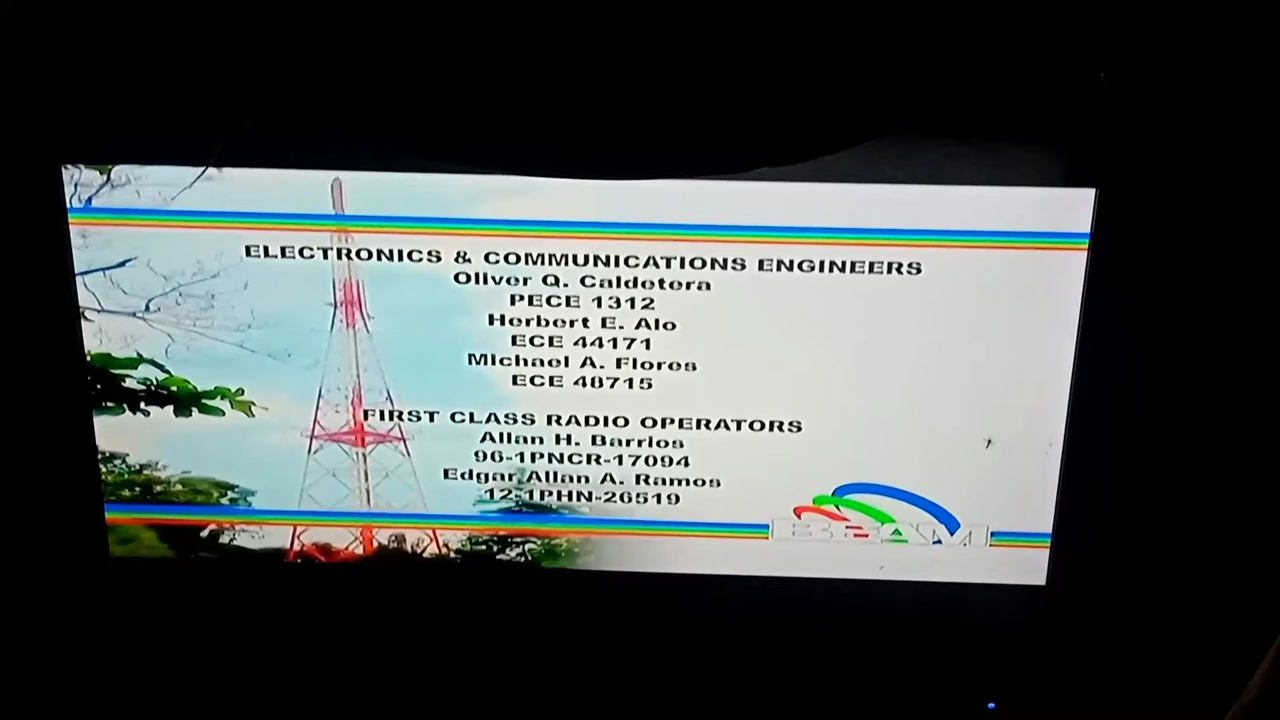 ELECTRONICS & COMMUNICATIONS ENGINEERS
Oliver Q. Caldetera
PECE 1312
Herbert E. Alo
ECE 44171
Michael A. Flores
ECE 48715
FIRST CLASS RADIO OPERATORS
Allan H. Barrios
96-1PNCR-17094
Edgar Allan A. Ramos
12-1PHN-26519
BEAM